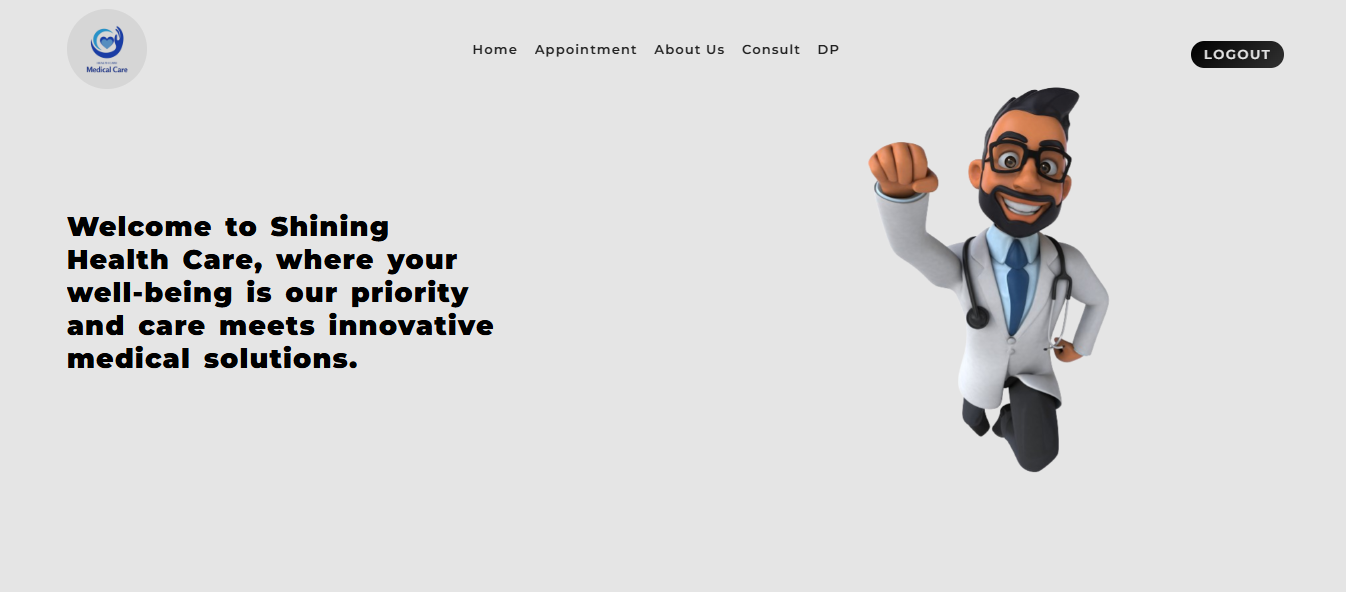 Medical Care
Home Appointment About Us Consult DP
LOGOUT
Welcome to Shining
Health Care, where your
well-being is our priority
and care meets innovative
medical solutions.